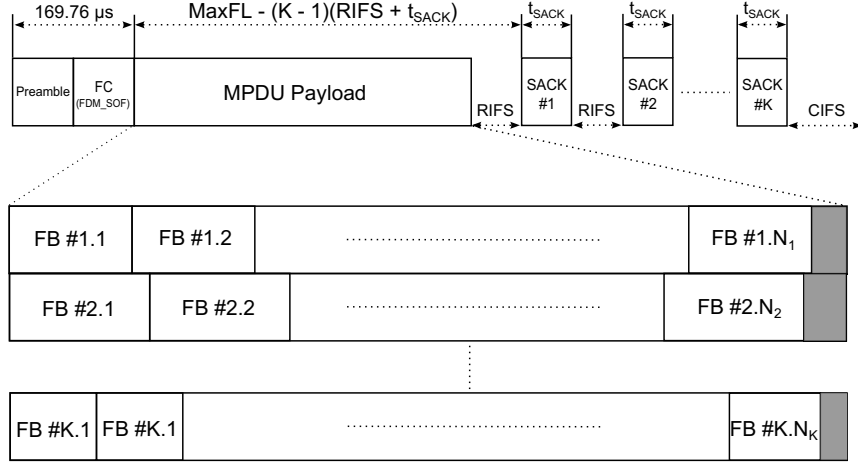 169.76 µs
MaxFL - (K - 1)(RIFS + tSACK)
tSACK
tSACK
tSACK
Preamble
FC
(FDM_SOF)
MPDU Payload
RIFS
SACK
#1
RIFS
SACK
#2
SACK
#K
CIFS
FB #1.1
FB #1.2
FB #1.N1
FB #2.1
FB #2.2
FB #2.N2
FB #K.1
FB #K.1
FB #K.NK